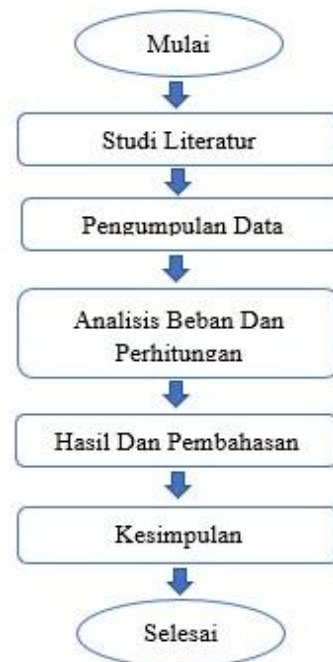 Mulai
Studi Literatur
Pengumpulan Data
Analisis Beban Dan
Perhitungan
Hasil Dan Pembahasan
Kesimpulan
Selesai